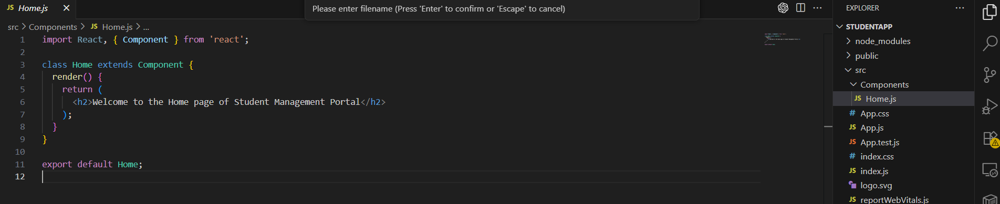 JS Home.js
Please enter filename (Press 'Enter' to confirm or 'Escape' to cancel)
src > Components > JS Home.js > ...
1 import React, { Component } from 'react';
2
3 class Home extends Component {
4 render() {
5 return (
6 <h2>Welcome to the Home page of Student Management Portal</h2>
7 );
8 }
9 }
10
11 export default Home;
12
EXPLORER
STUDENTAPP
node_modules
public
src
Components
JS Home.js
# App.css
JS App.js
JS App.test.js
# index.css
JS index.js
logo.svg
JS reportWebVitals.js